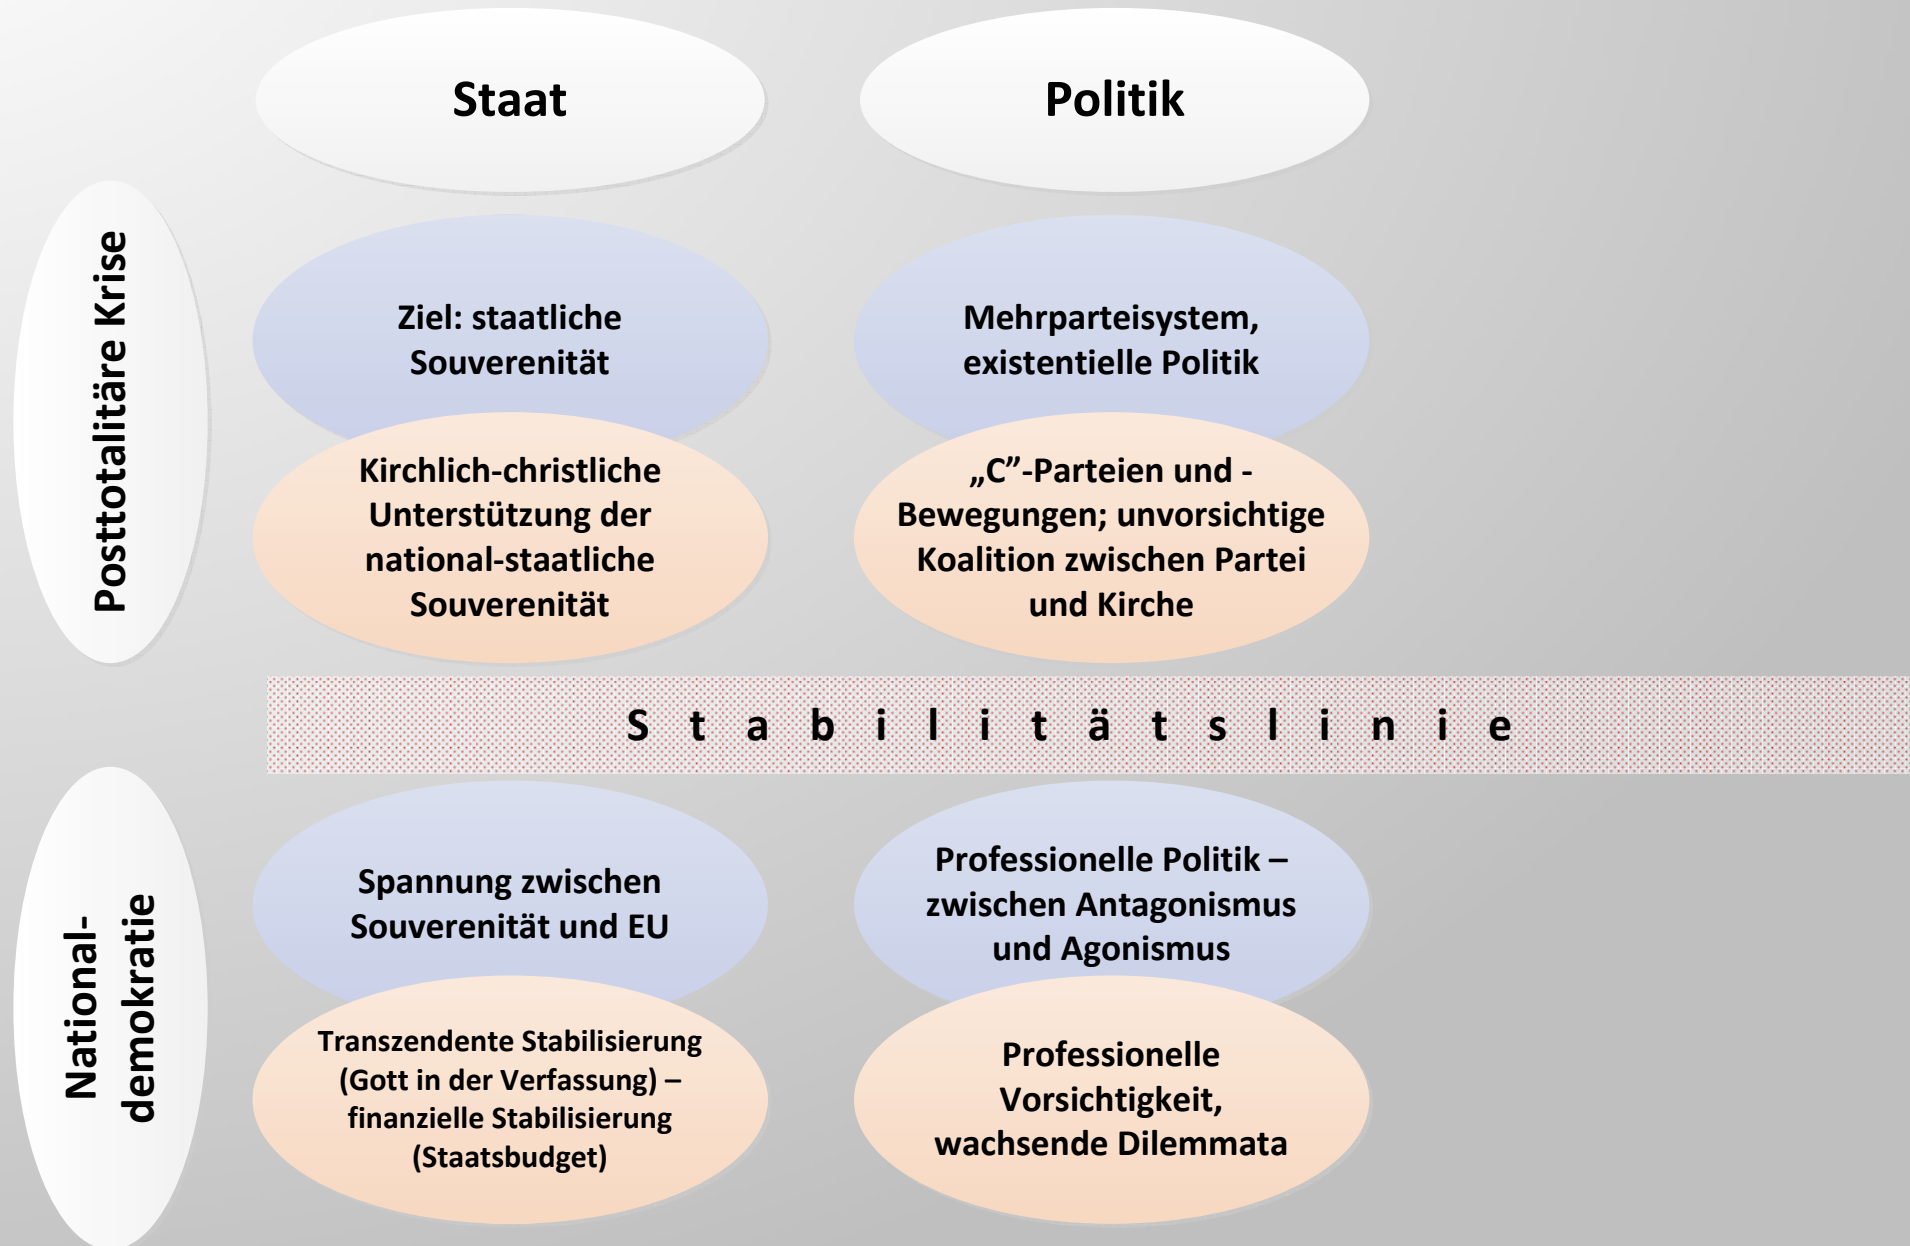 Staat
Politik
Posttotalitäre Krise
Ziel: staatliche
Souverenität
Mehrparteisystem,
existentielle Politik
Kirchlich-christliche
Unterstützung der
national-staatliche
Souverenität
„C”-Parteien und -
Bewegungen; unvorsichtige
Koalition zwischen Partei
und Kirche
S t a b i l i t ä t s l i n i e
National-
demokratie
Spannung zwischen
Souverenität und EU
Professionelle Politik –
zwischen Antagonismus
und Agonismus
Transzendente Stabilisierung
(Gott in der Verfassung) –
finanzielle Stabilisierung
(Staatsbudget)
Professionelle
Vorsichtigkeit,
wachsende Dilemmata